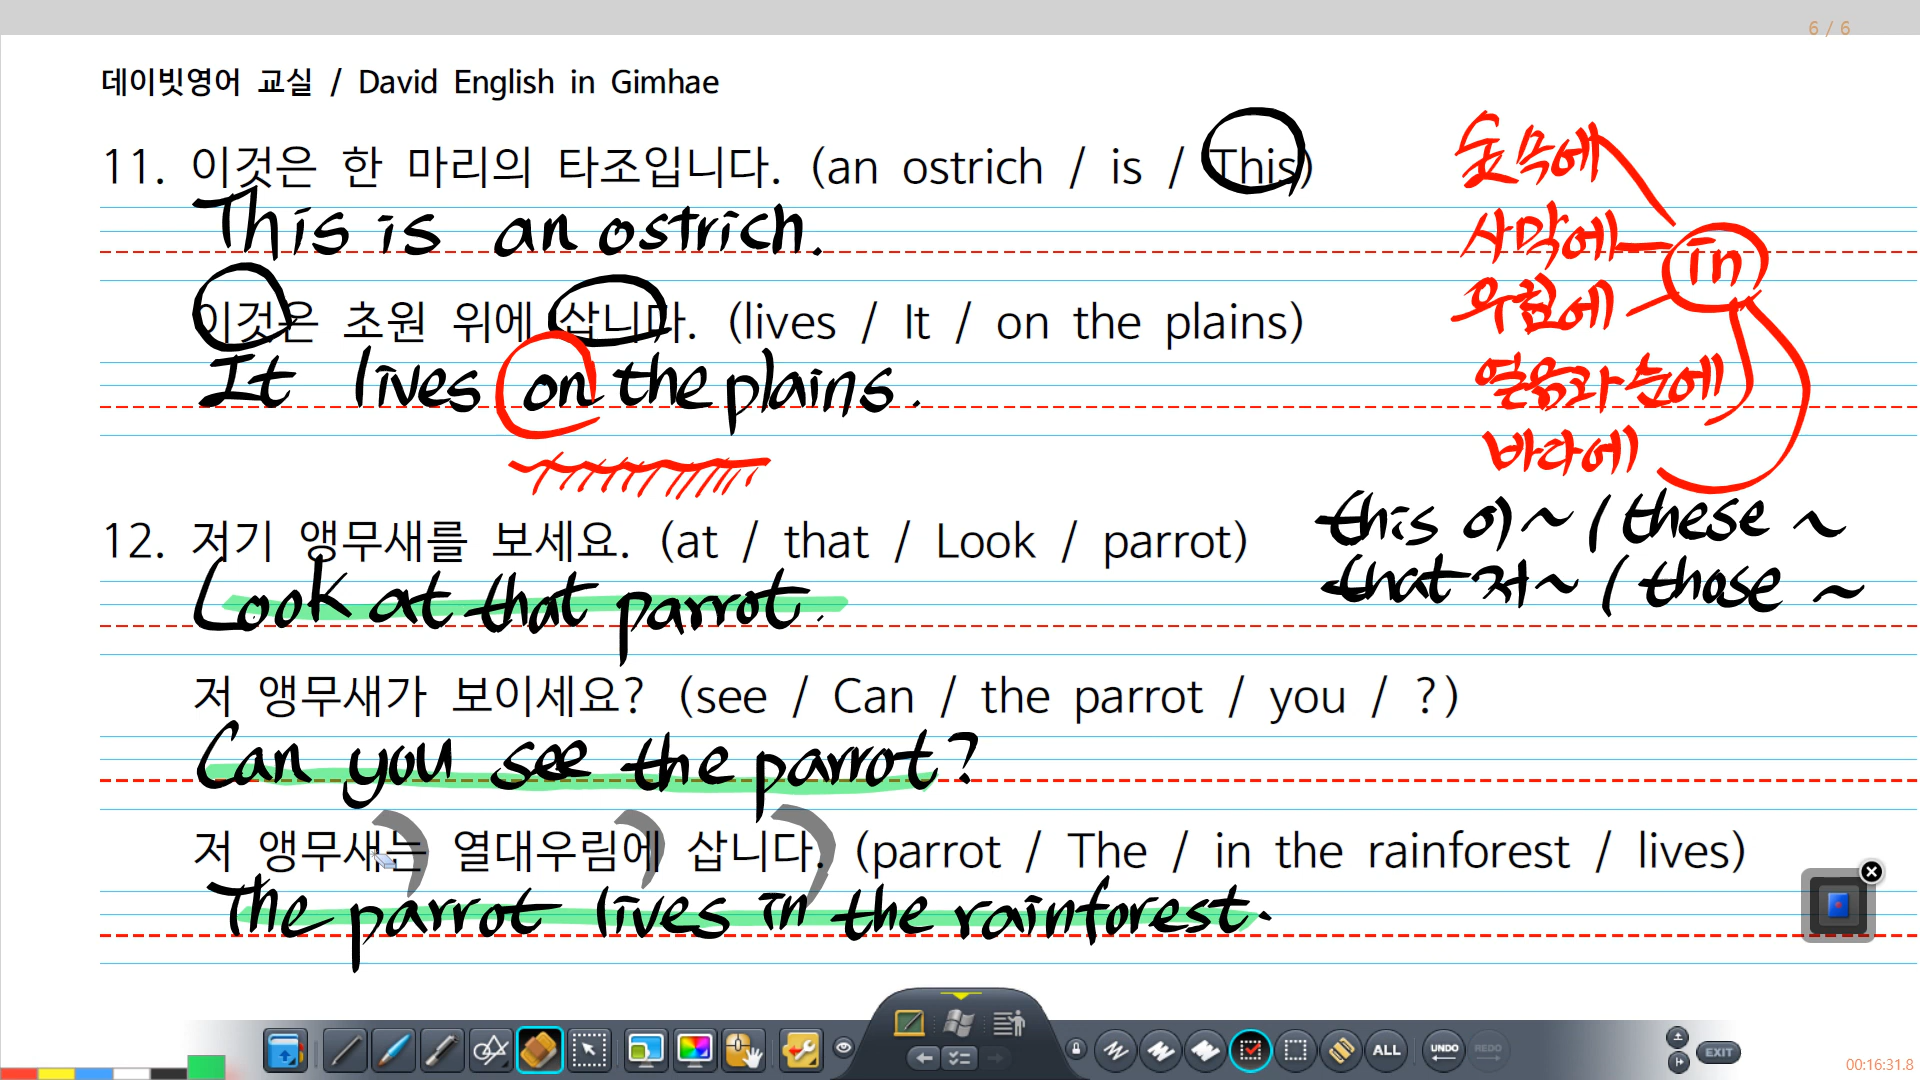 6 / 6
데이빗영어 교실 / David English in Gimhae
11. 이것은 한 마리의 타조입니다. (an ostrich / is / This)
This is an ostrich.
이것은 초원 위에 삽니다. (lives / It / on the plains)
It lives on the plains.
숲속에
사막에
in
우림에
얼음과 눈에
바다에
this 이~ / these ~
that 저~ / those ~
12. 저기 앵무새를 보세요. (at / that / Look / parrot)
Look at that parrot.
저 앵무새가 보이세요? (see / Can / the parrot / you / ?)
Can you see the parrot?
저 앵무새는 열대우림에 삽니다. (parrot / The / in the rainforest / lives)
The parrot lives in the rainforest.
ALL
UNDO
REDO
EXIT
00:16:31.8